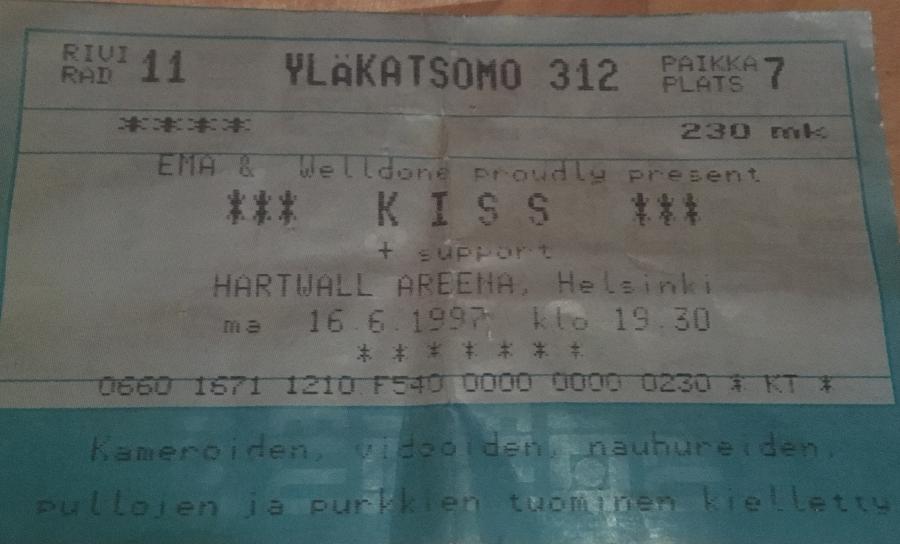 RIVI 11 YLÄKATSOMO 312 PAIKKA 7
RAD PLATS
**** 230 mk
EMA & Welldone proudly present
*** K I S S ***
+ support
HARTWALL AREENA, Helsinki
ma 16.6.1997 klo 19.30
* * * * * * *
0660 1671 1210 F540 0000 0000 0230 * KT *
Kameroiden, videoiden, nauhureiden,
pullojen ja purkkien tuominen kielletty